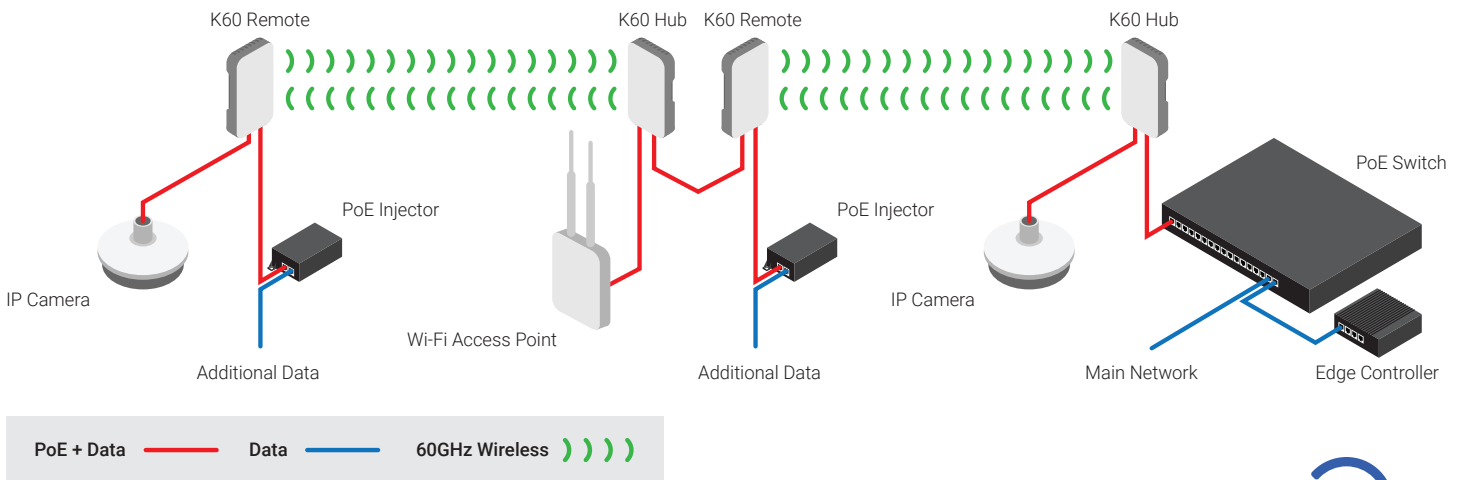 K60 Remote
K60 Hub
K60 Remote
K60 Hub
PoE Switch
PoE Injector
PoE Injector
IP Camera
IP Camera
Wi-Fi Access Point
Additional Data
Additional Data
Main Network
Edge Controller
PoE + Data
Data
60GHz Wireless